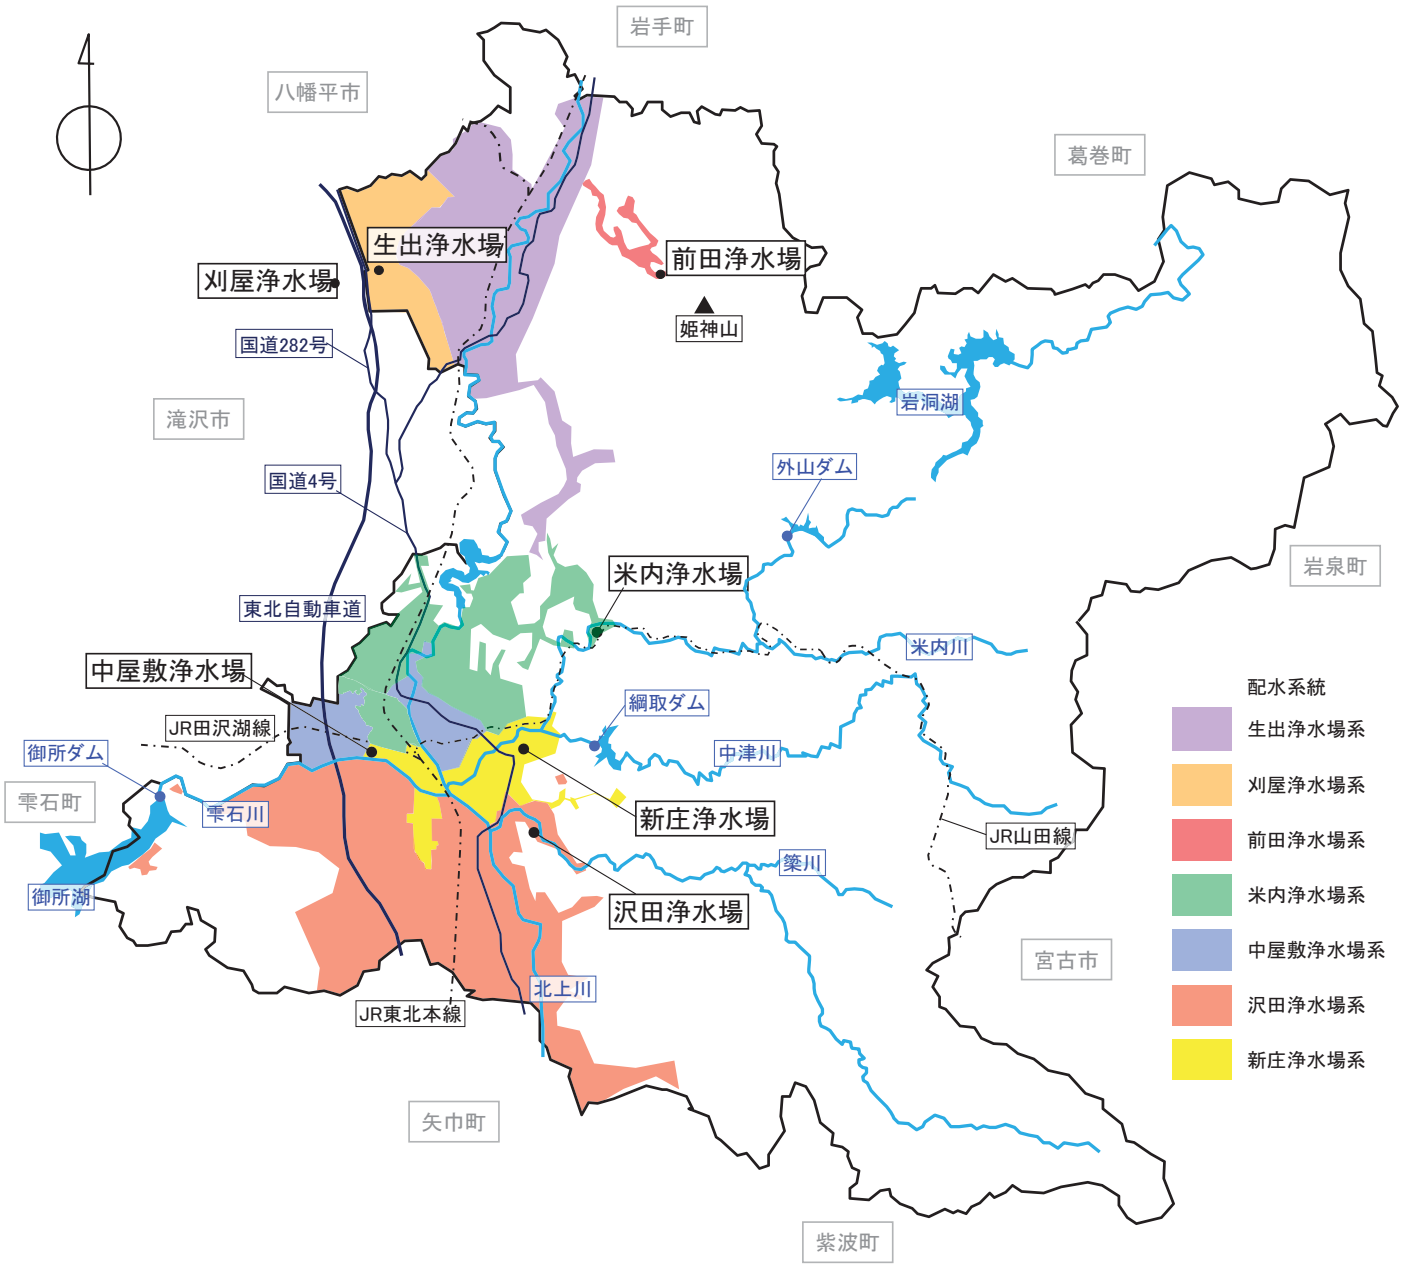 岩手町
八幡平市
葛巻町
生出浄水場
前田浄水場
刈屋浄水場
姫神山
国道282号
岩洞湖
滝沢市
外山ダム
国道4号
岩泉町
米内浄水場
東北自動車道
米内川
中屋敷浄水場
配水系統
綱取ダム
JR田沢湖線
生出浄水場系
御所ダム
中津川
刈屋浄水場系
雫石町
雫石川
新庄浄水場
JR山田線
前田浄水場系
簗川
御所湖
米内浄水場系
沢田浄水場
中屋敷浄水場系
宮古市
北上川
沢田浄水場系
JR東北本線
新庄浄水場系
矢巾町
紫波町